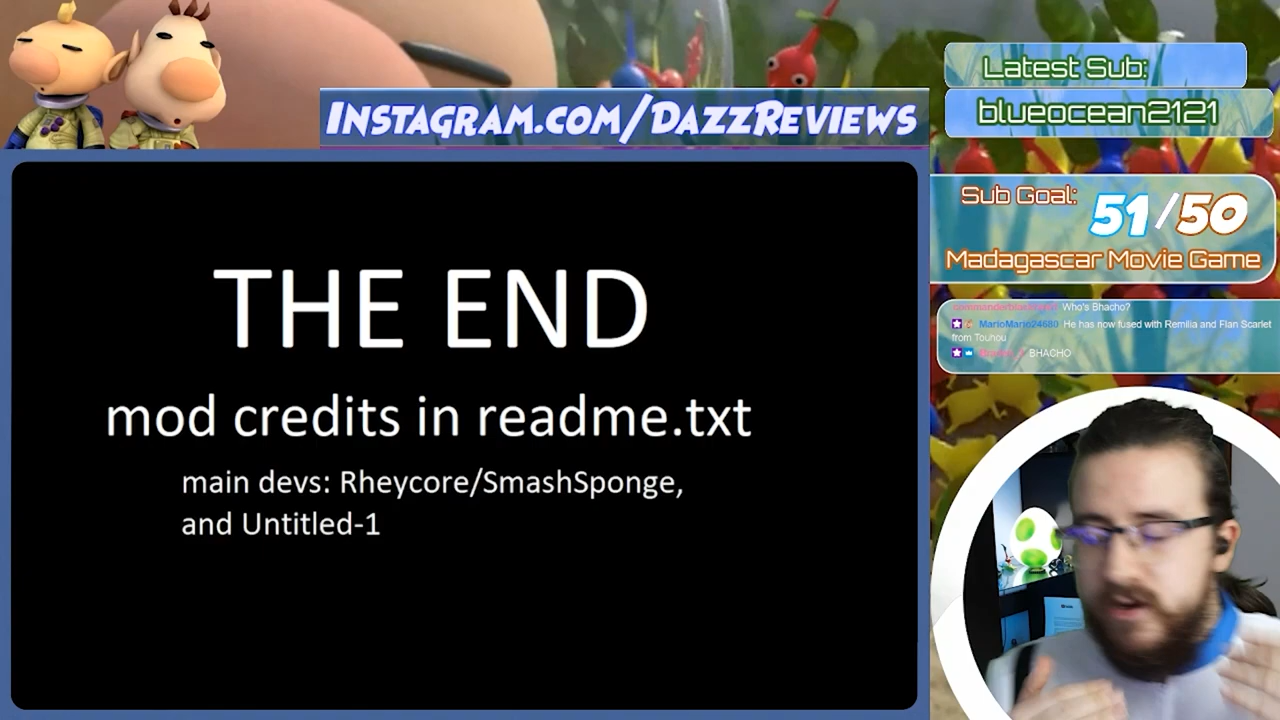 Instagram.com/DazzReviews
Latest Sub:
blueocean2121
Sub Goal: 51/50
Madagascar Movie Game
Who's Bhacho?
MarioMario24680 He has now fused with Remilia and Flan Scarlet
from Touhou
BHACHO
THE END
mod credits in readme.txt
main devs: Rheycore/SmashSponge,
and Untitled-1